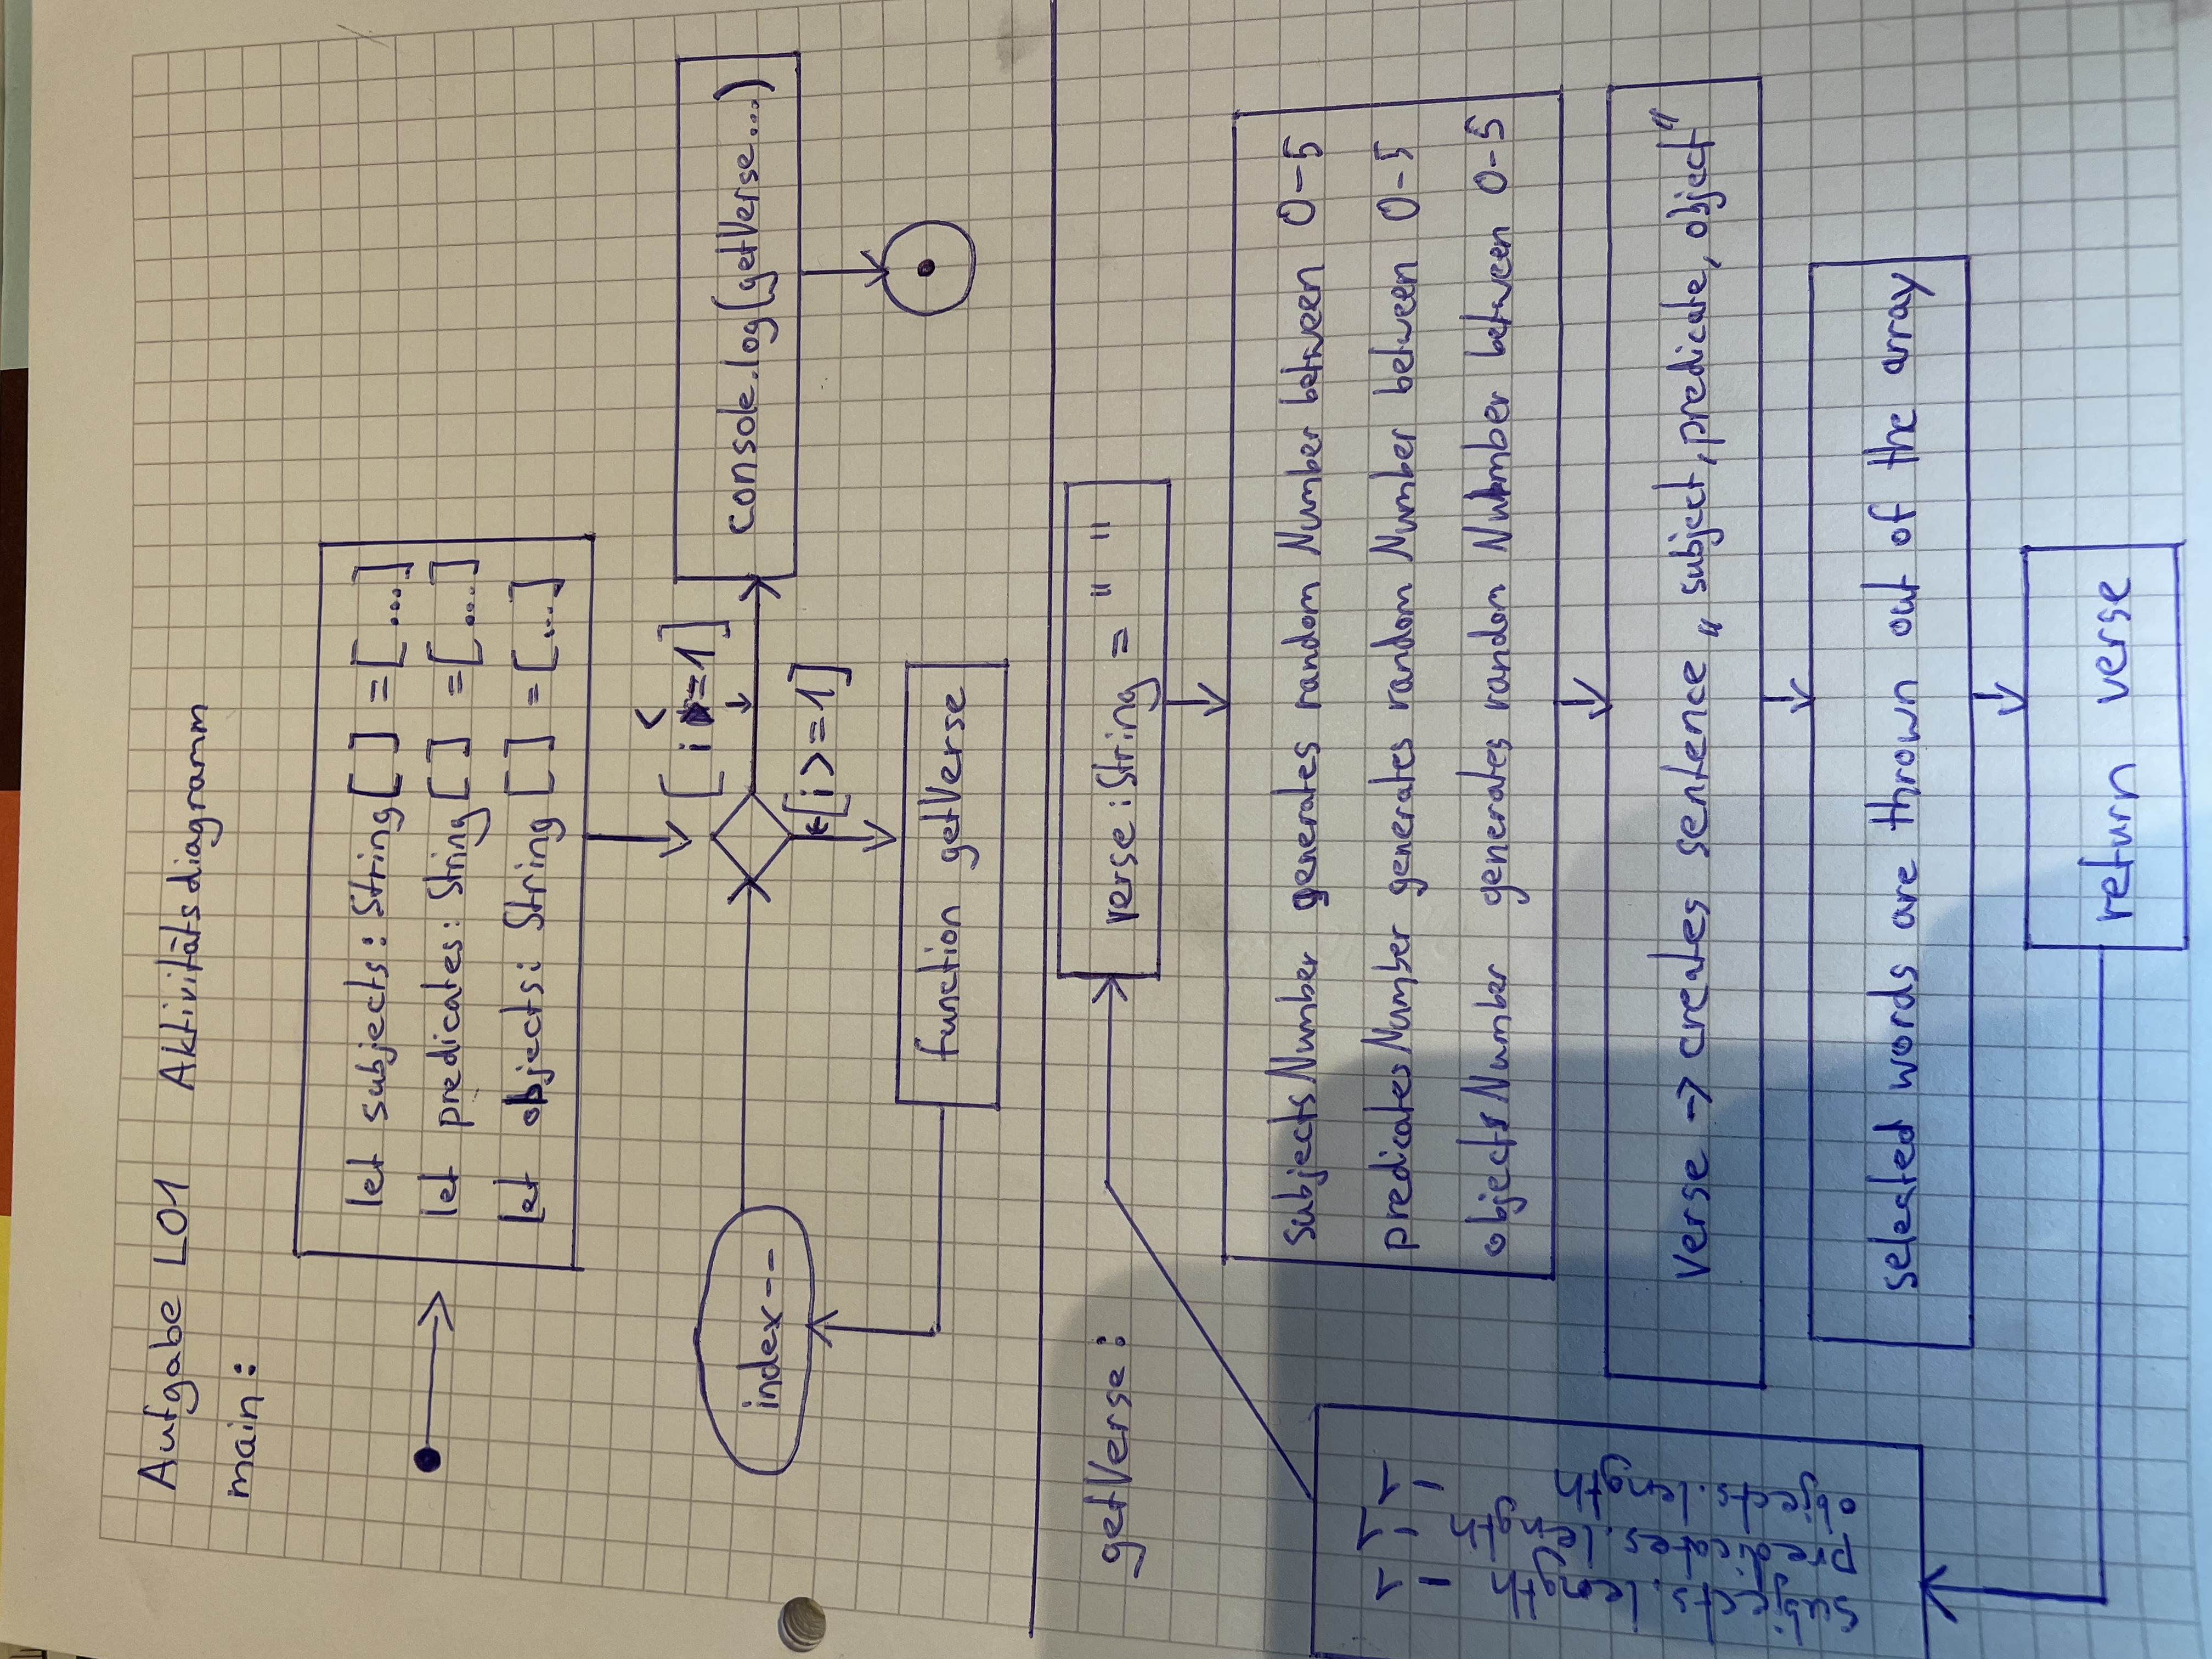 Aufgabe L01 Aktivitätsdiagramm
main:
let subjects: String [ ] = [...]
let predicates: String [ ] = [....]
let objects: String [ ] = [...]
<
[ i >=1]
index--
console.log(getVerse...)
[i >=1]
function getVerse
getVerse:
verse: String = " "
subjectsNumber generates random Number between 0-5
predicatesNumber generates random Number between 0-5
objectsNumber generates random Number between 0-5
subjects.length -1
predicates.length -1
objects.length -1
verse -> creates sentence „subject, predicate, object“
selected words are thrown out of the array
return verse